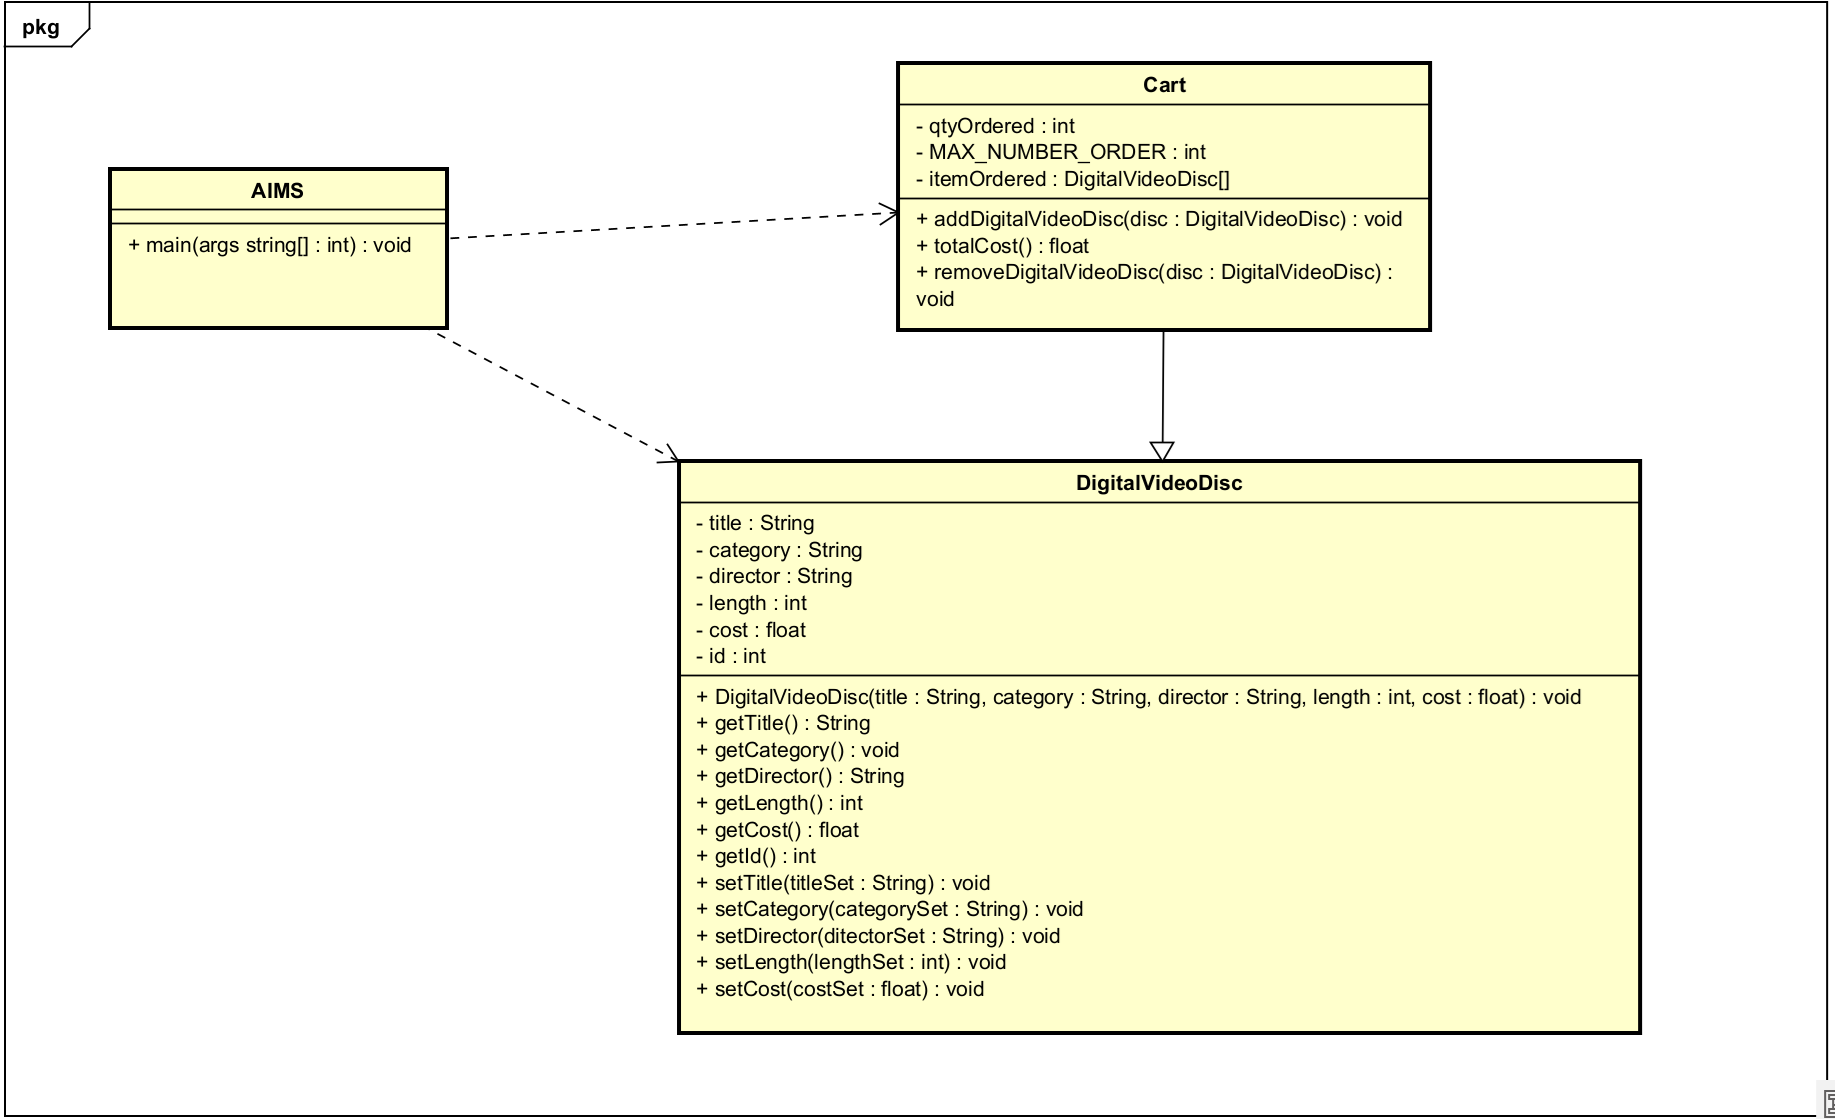 pkg
AIMS
+ main(args string[] : int) : void
Cart
- qtyOrdered : int
- MAX_NUMBER_ORDER : int
- itemOrdered : DigitalVideoDisc[]
+ addDigitalVideoDisc(disc : DigitalVideoDisc) : void
+ totalCost() : float
+ removeDigitalVideoDisc(disc : DigitalVideoDisc) :
void
DigitalVideoDisc
- title : String
- category : String
- director : String
- length : int
- cost : float
- id : int
+ DigitalVideoDisc(title : String, category : String, director : String, length : int, cost : float) : void
+ getTitle() : String
+ getCategory() : void
+ getDirector() : String
+ getLength() : int
+ getCost() : float
+ getId() : int
+ setTitle(titleSet : String) : void
+ setCategory(categorySet : String) : void
+ setDirector(ditectorSet : String) : void
+ setLength(lengthSet : int) : void
+ setCost(costSet : float) : void